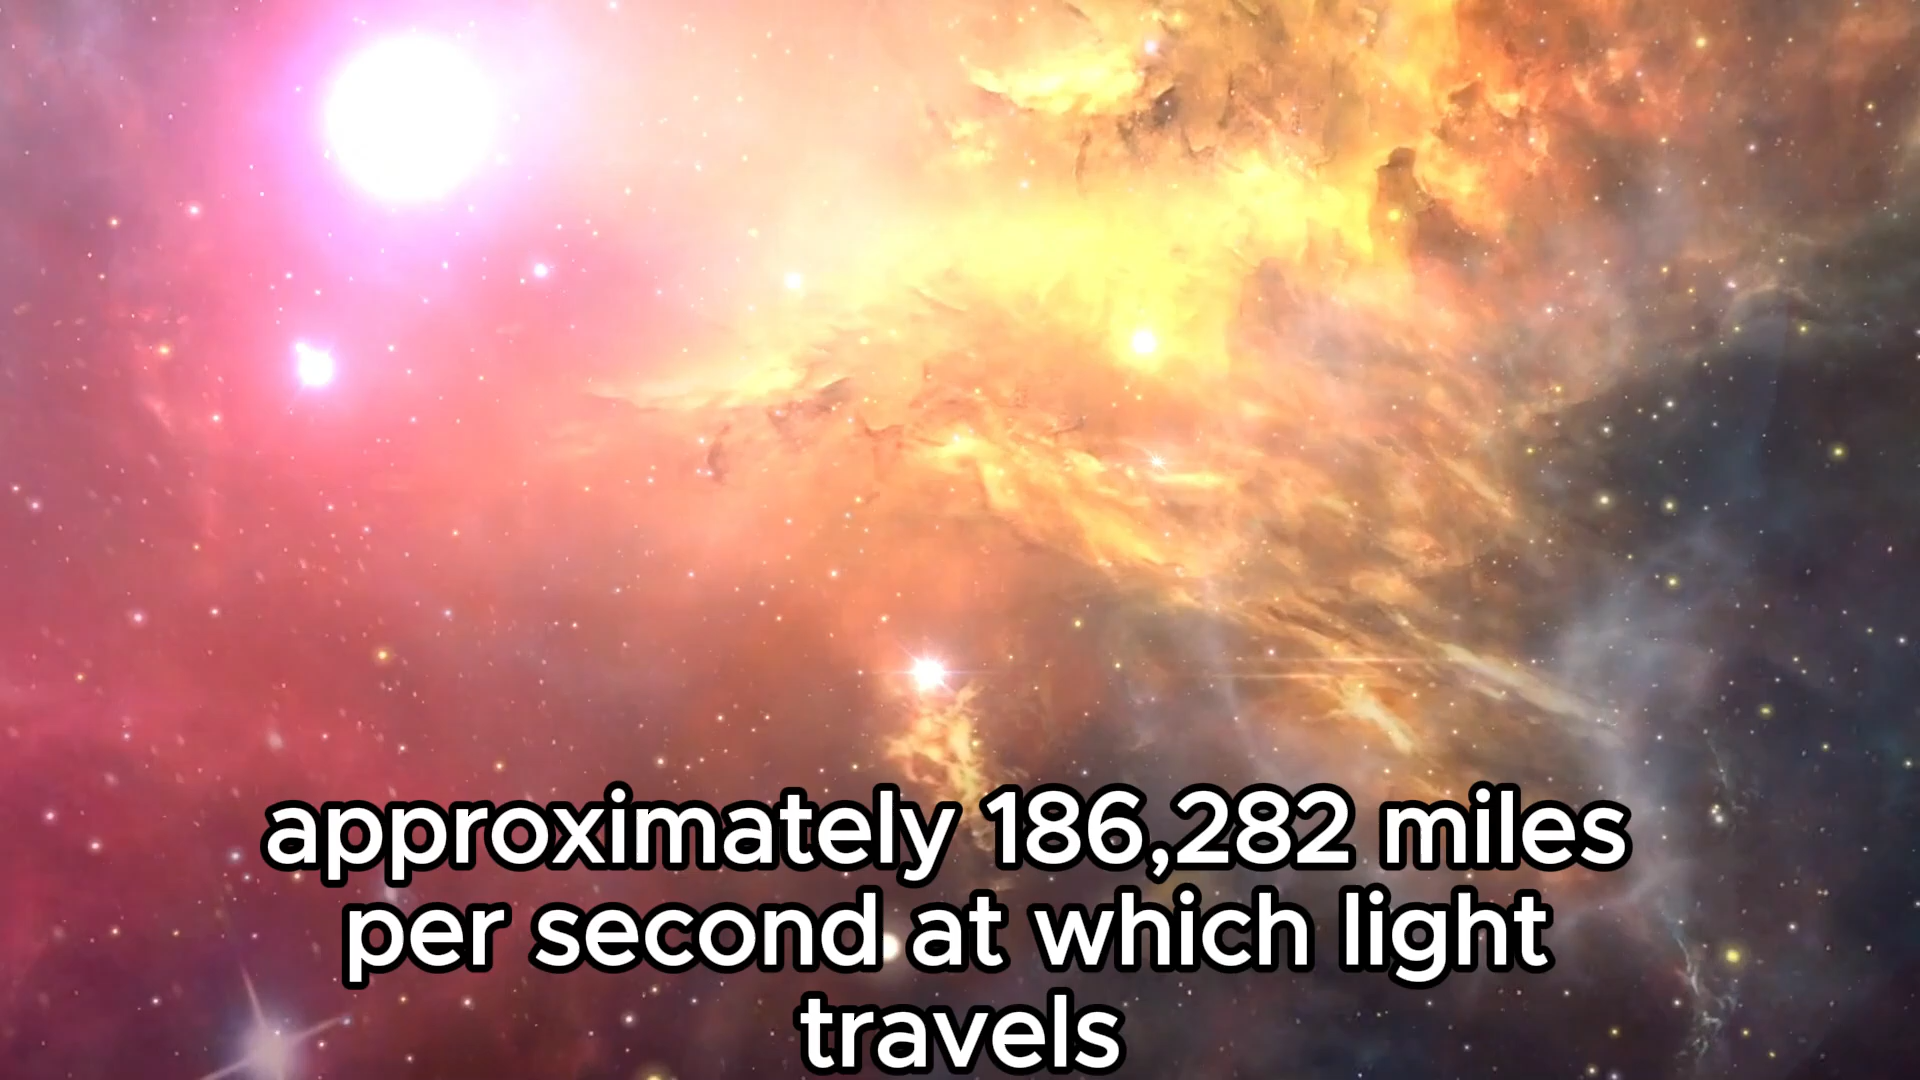 approximately 186,282 miles
per second at which light
travels